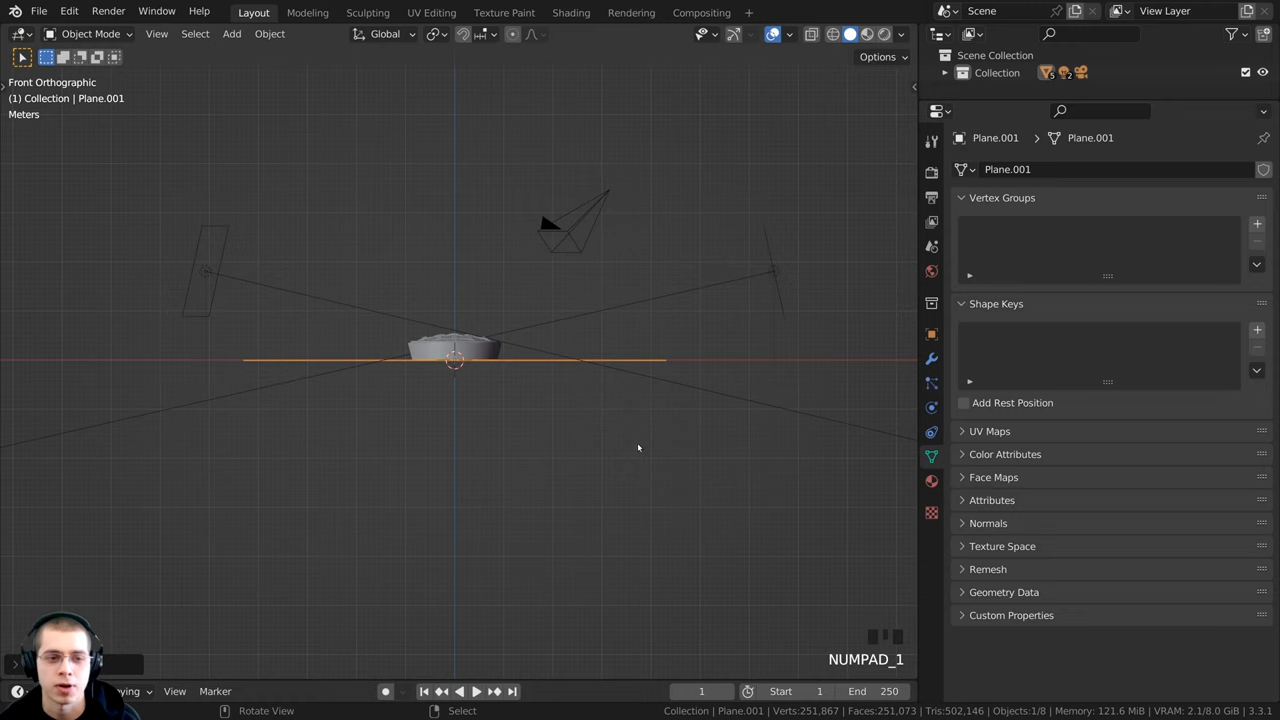 File Edit Render Window Help Layout Modeling Sculpting UV Editing Texture Paint Shading Rendering Compositing + Scene View Layer
Object Mode View Select Add Object Global
Options
Scene Collection
Collection 5 2
Front Orthographic
(1) Collection | Plane.001
Meters
Plane.001 > Plane.001
Plane.001
Vertex Groups
Shape Keys
Add Rest Position
UV Maps
Color Attributes
Face Maps
Attributes
Normals
Texture Space
Remesh
Geometry Data
Custom Properties
NUMPAD_1
View Marker 1 Start 1 End 250
Rotate View Select Collection | Plane.001 | Verts:251,867 | Faces:251,073 | Tris:502,146 | Objects:1/8 | Memory: 121.6 MiB | VRAM: 2.1/8.0 GiB | 3.3.1